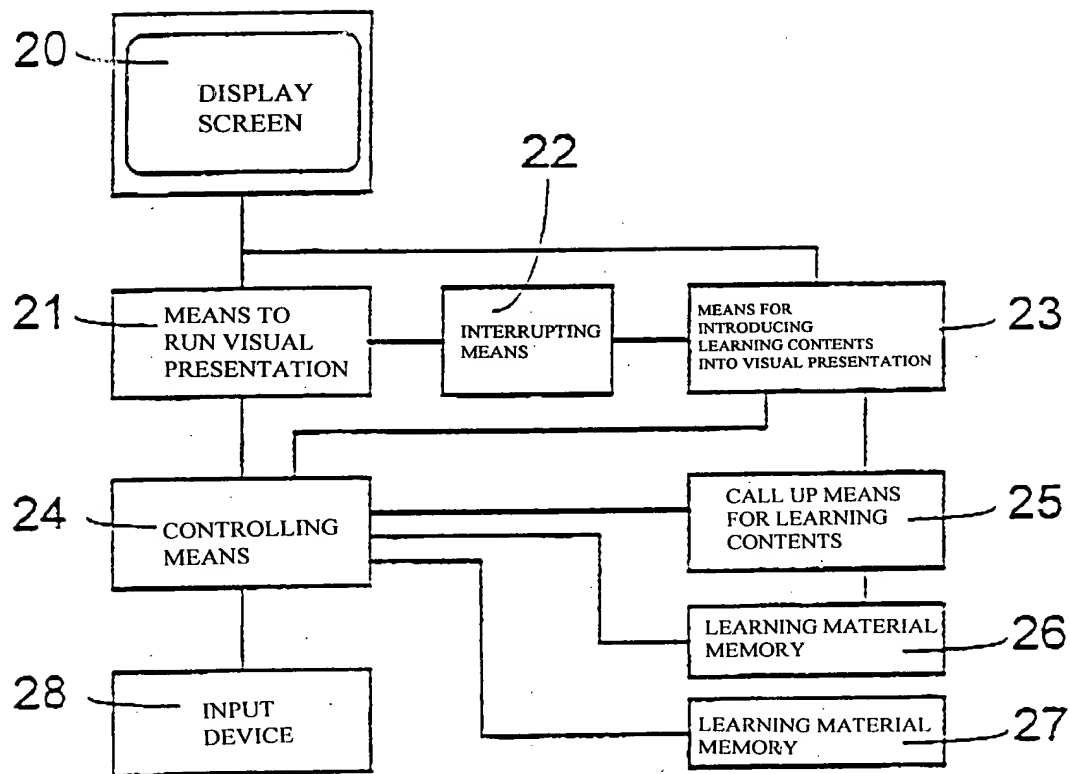 20
DISPLAY
SCREEN
22
21
MEANS TO
RUN VISUAL
PRESENTATION
INTERRUPTING
MEANS
MEANS FOR
INTRODUCING
LEARNING CONTENTS
INTO VISUAL PRESENTATION
23
24
CONTROLLING
MEANS
CALL UP MEANS
FOR LEARNING
CONTENTS
25
LEARNING MATERIAL
MEMORY
26
28
INPUT
DEVICE
LEARNING MATERIAL
MEMORY
27